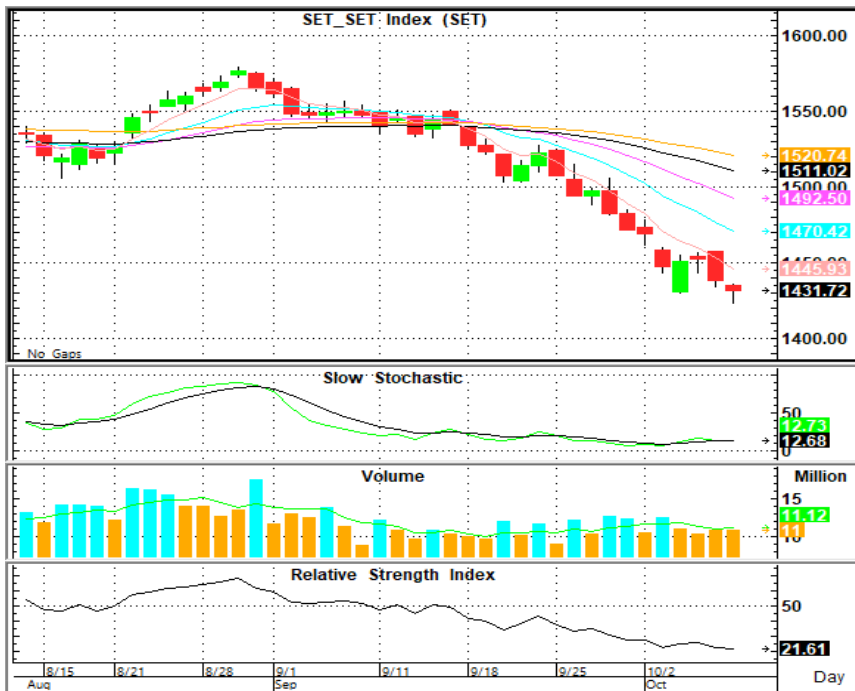 SET_SET Index (SET)
1600.00
1550.00
1520.74
1511.02
1500.00
1492.50
1470.42
1445.93
1431.72
1400.00
No Gaps
Slow Stochastic
50
12.73
12.68
0
Volume
Million
15
11.12
11
10
Relative Strength Index
50
21.61
8/15
8/21
8/28
9/1
9/11
9/18
9/25
10/2
Day
Aug
Sep
Oct